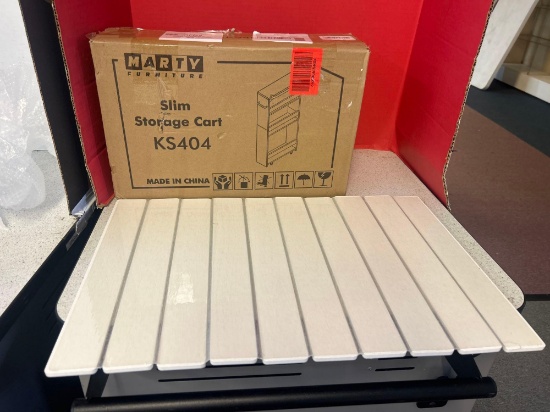 MARTY
FURNITURE
Slim
Storage Cart
KS404
MADE IN CHINA